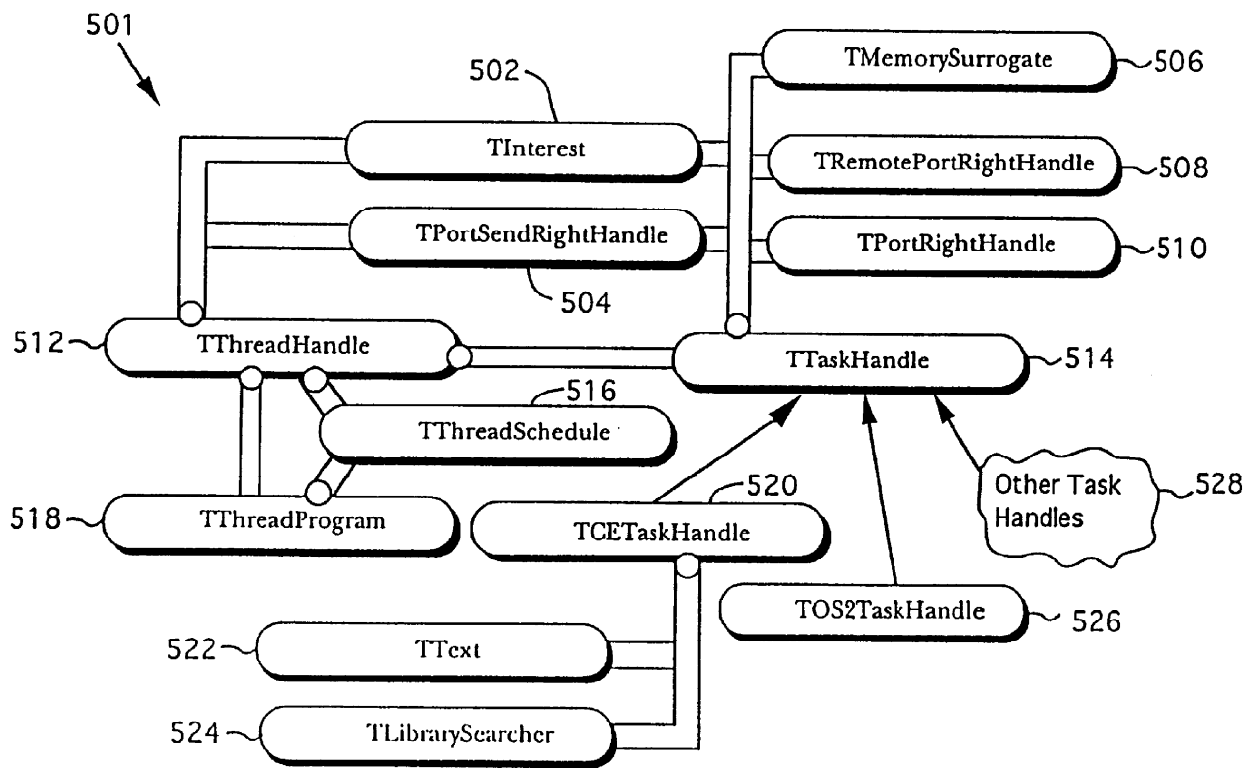 501
502
TMemorySurrogate
506
TInterest
TRemotePortRightHandle
508
TPortSendRightHandle
TPortRightHandle
510
504
512
TThreadHandle
TTaskHandle
514
516
TThreadSchedule
518
TThreadProgram
520
TCETaskHandle
Other Task
Handles
528
TOS2TaskHandle
526
522
TText
524
TLibrarySearcher